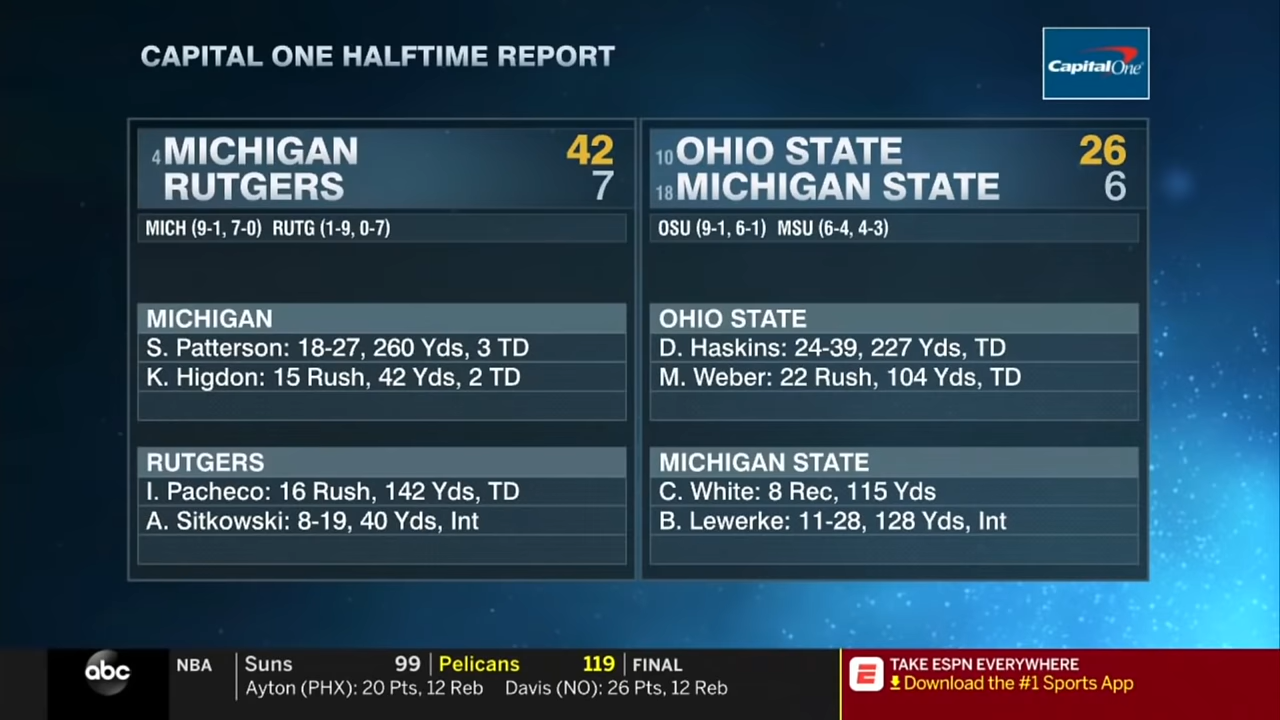 CAPITAL ONE HALFTIME REPORT
CapitalOne
4 MICHIGAN 42
RUTGERS 7
MICH (9-1, 7-0) RUTG (1-9, 0-7)
MICHIGAN
S. Patterson: 18-27, 260 Yds, 3 TD
K. Higdon: 15 Rush, 42 Yds, 2 TD
RUTGERS
I. Pacheco: 16 Rush, 142 Yds, TD
A. Sitkowski: 8-19, 40 Yds, Int
10 OHIO STATE 26
18 MICHIGAN STATE 6
OSU (9-1, 6-1) MSU (6-4, 4-3)
OHIO STATE
D. Haskins: 24-39, 227 Yds, TD
M. Weber: 22 Rush, 104 Yds, TD
MICHIGAN STATE
C. White: 8 Rec, 115 Yds
B. Lewerke: 11-28, 128 Yds, Int
abc
NBA
Suns 99 Pelicans 119 FINAL
Ayton (PHX): 20 Pts, 12 Reb Davis (NO): 26 Pts, 12 Reb
E
TAKE ESPN EVERYWHERE
Download the #1 Sports App